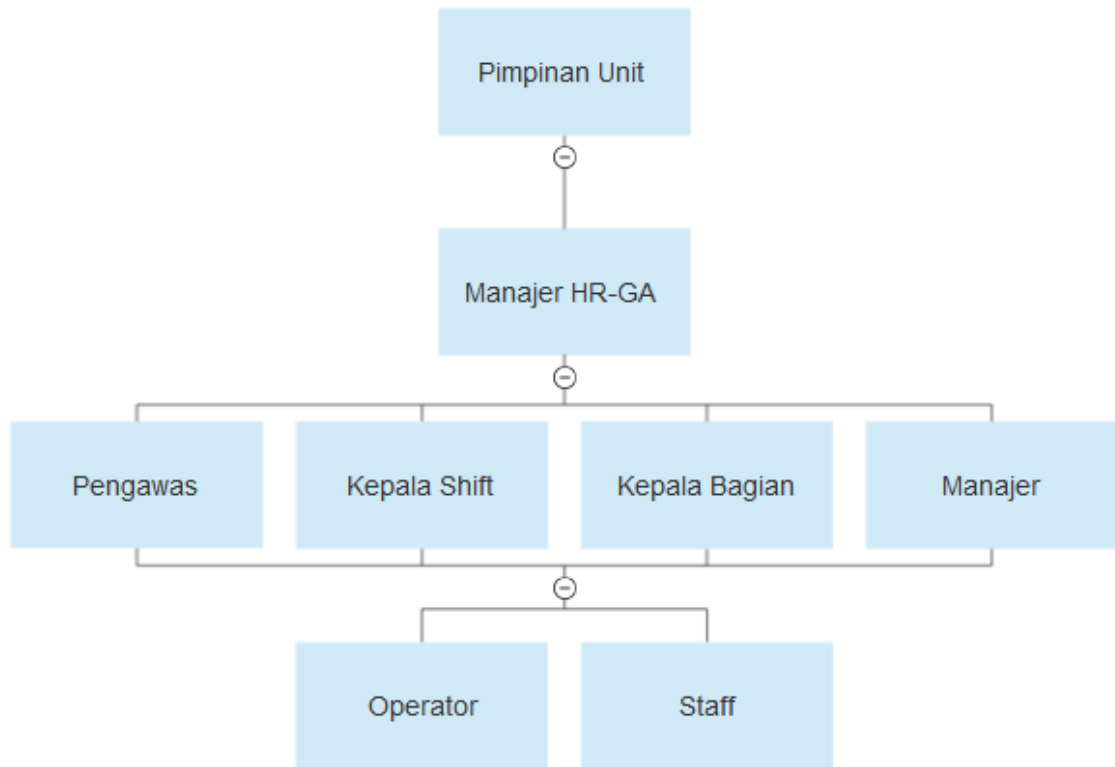 Pimpinan Unit
Manajer HR-GA
Pengawas
Kepala Shift
Kepala Bagian
Manajer
Operator
Staff